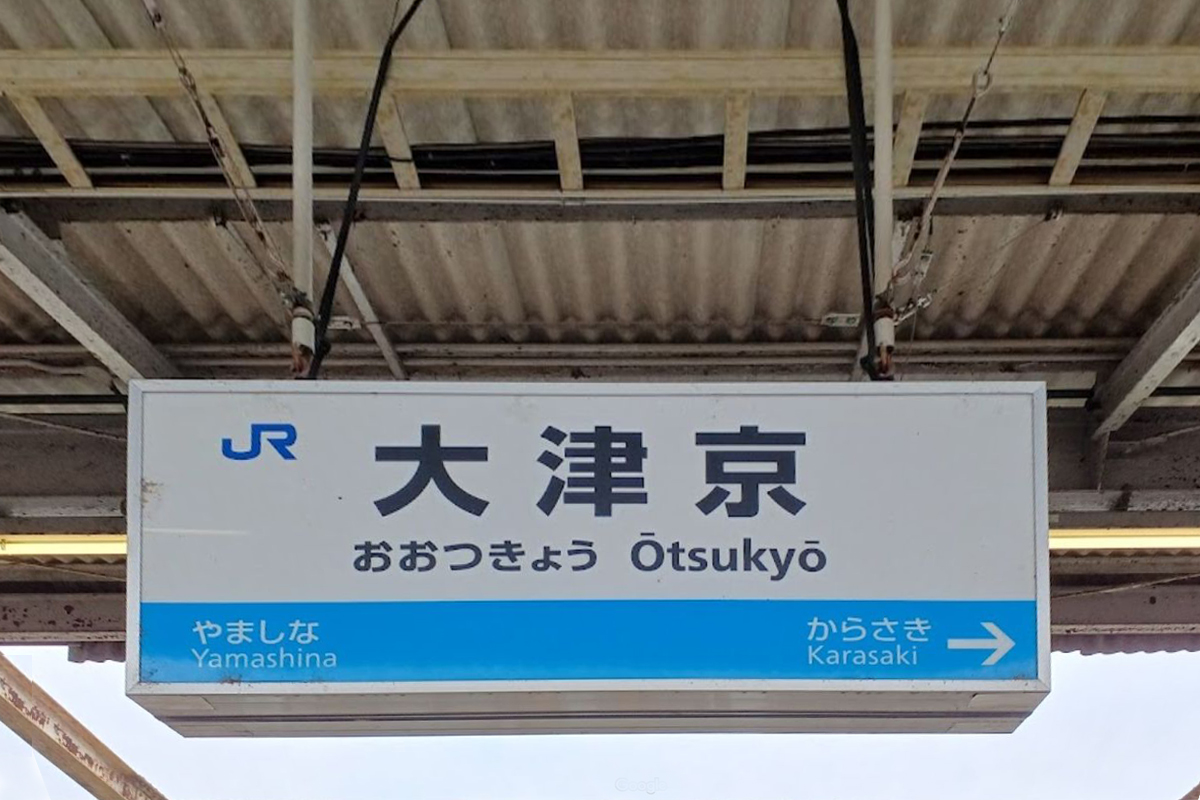 JR 大津京
おおつきょう Ōtsukyō
やましな からさき →
Yamashina Karasaki